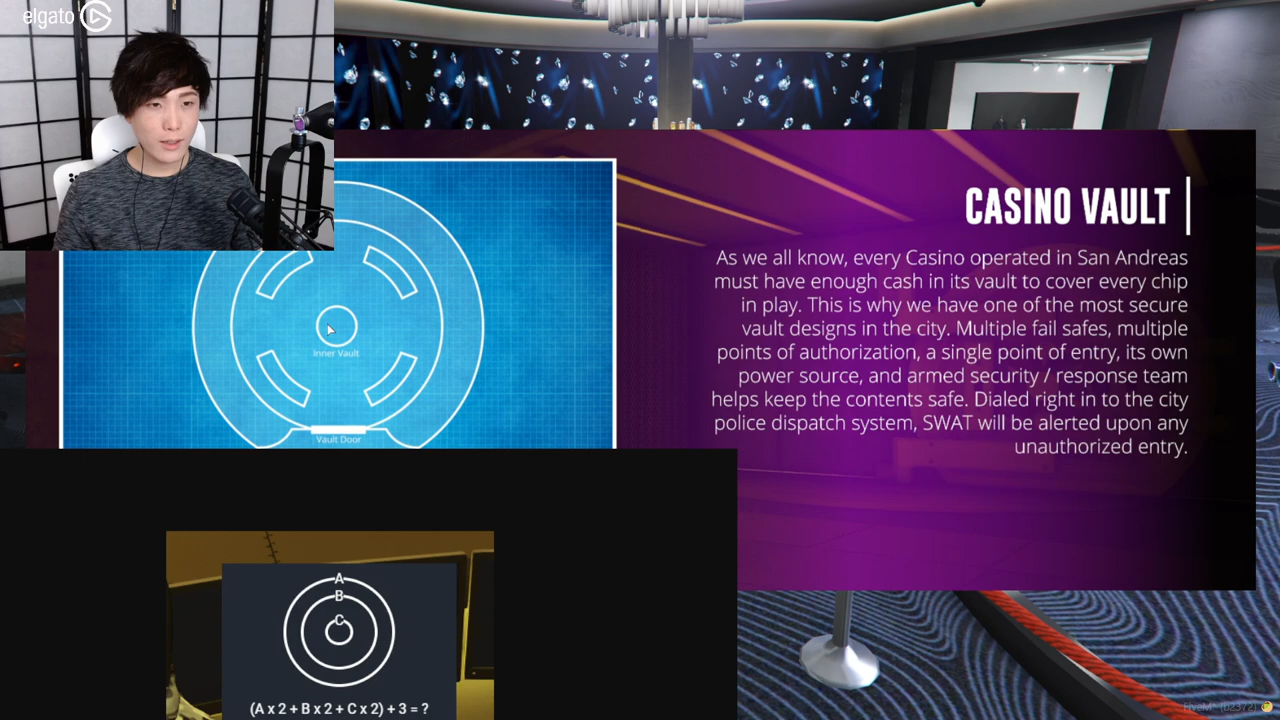 elgato
CASINO VAULT
As we all know, every Casino operated in San Andreas
must have enough cash in its vault to cover every chip
in play. This is why we have one of the most secure
vault designs in the city. Multiple fail safes, multiple
points of authorization, a single point of entry, its own
power source, and armed security / response team
helps keep the contents safe. Dialed right in to the city
police dispatch system, SWAT will be alerted upon any
unauthorized entry.
Inner Vault
Vault Door
A
B
C
(A x 2 + B x 2 + C x 2) + 3 = ?
FiveM® (b2372)